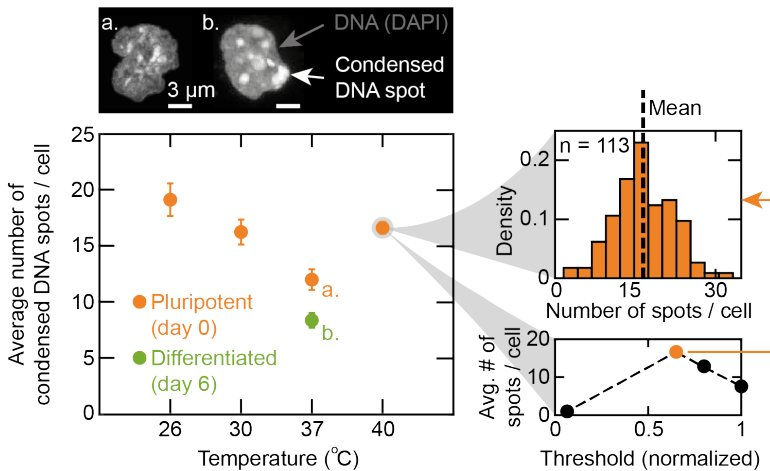 a.
b.
DNA (DAPI)
Condensed
DNA spot
3 µm
Average number of
condensed DNA spots / cell
25
20
15
10
5
0
Pluripotent
(day 0)
Differentiated
(day 6)
a.
b.
26
30
37
40
Temperature (°C)
Mean
n = 113
Density
0.2
0.1
0
0
15
30
Number of spots / cell
Avg. # of
spots / cell
20
10
0
0
0.5
1
Threshold (normalized)